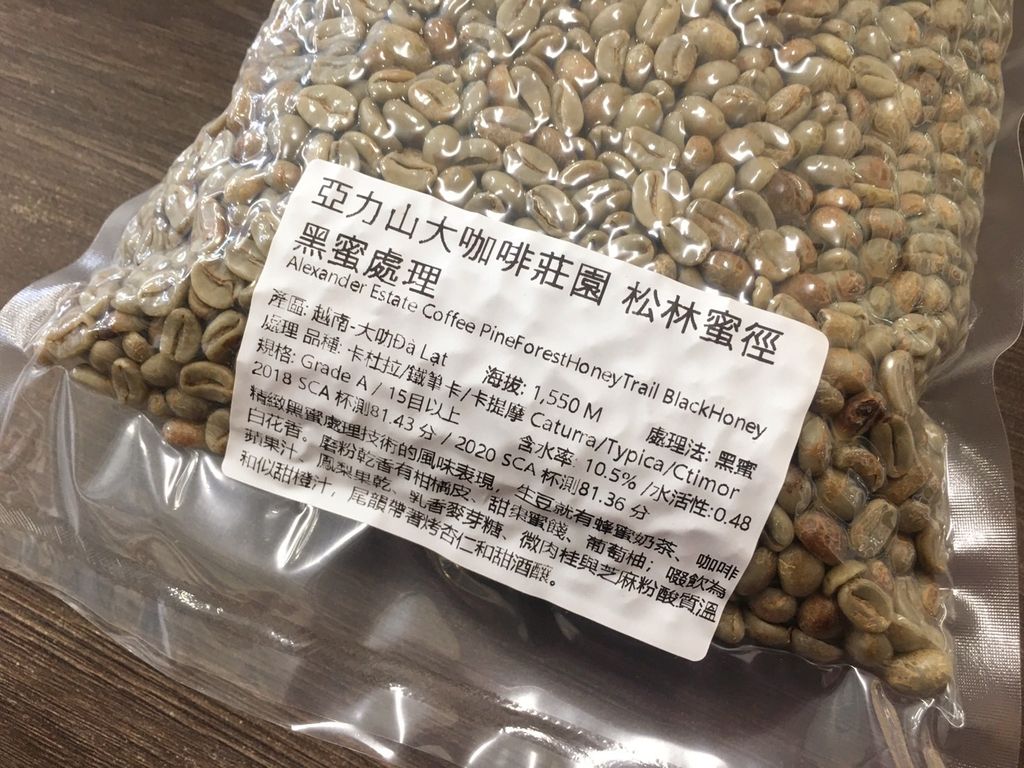 亞力山大咖啡莊園 松林蜜徑
黑蜜處理
Alexander Estate Coffee PineForestHoneyTrail BlackHoney
產區: 越南-大叻Đà Lạt 海拔: 1,550 M 處理法: 黑蜜
處理 品種: 卡杜拉/鐵筆卡/卡提摩 Caturra/Typica/Ctimor
規格: Grade A / 15目以上 含水率: 10.5% /水活性:0.48
2018 SCA 杯測81.43 分 / 2020 SCA 杯測81.36 分
精緻黑蜜處理技術的風味表現，生豆就有蜂蜜奶茶、咖啡
白花香。磨粉乾香有柑橘皮、甜棗蜜餞、葡萄柚；啜飲為
蘋果汁、鳳梨果乾、乳香麥芽糖、微肉桂與芝麻粉酸質溫
和似甜橙汁，尾韻帶著烤杏仁和甜酒釀。